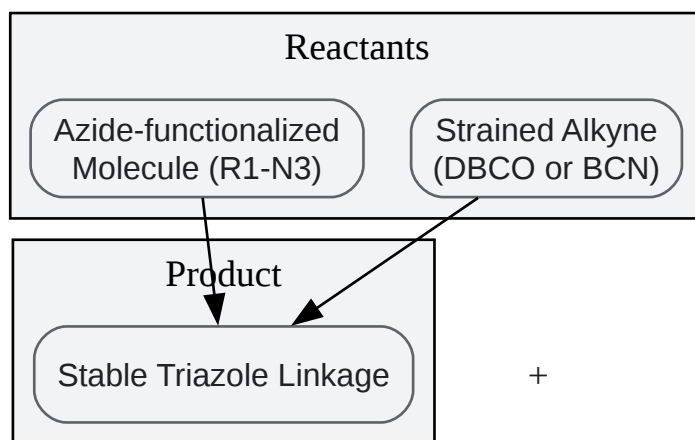 Reactants
Azide-functionalized
Molecule (R1-N3)
Strained Alkyne
(DBCO or BCN)
Product
Stable Triazole Linkage
+